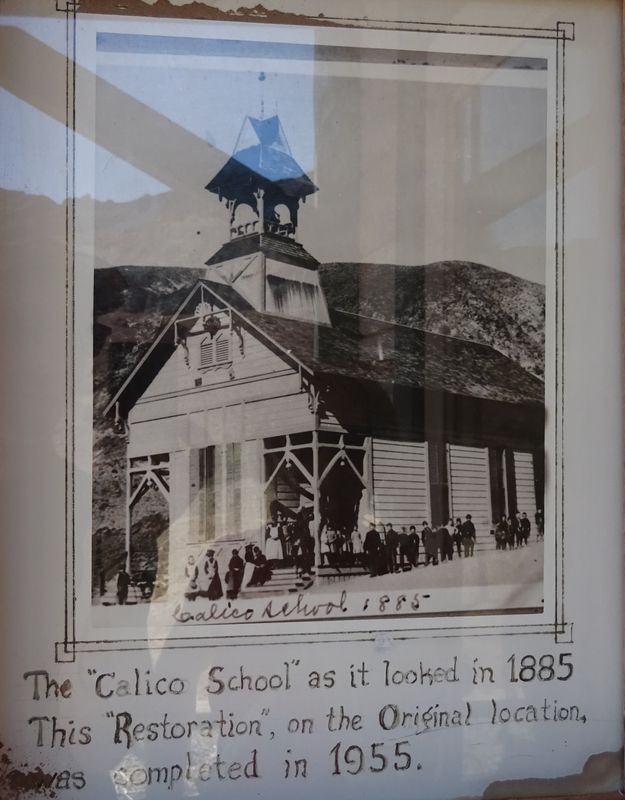 Calico School 1885
The "Calico School" as it looked in 1885
This "Restoration", on the Original location,
was completed in 1955.